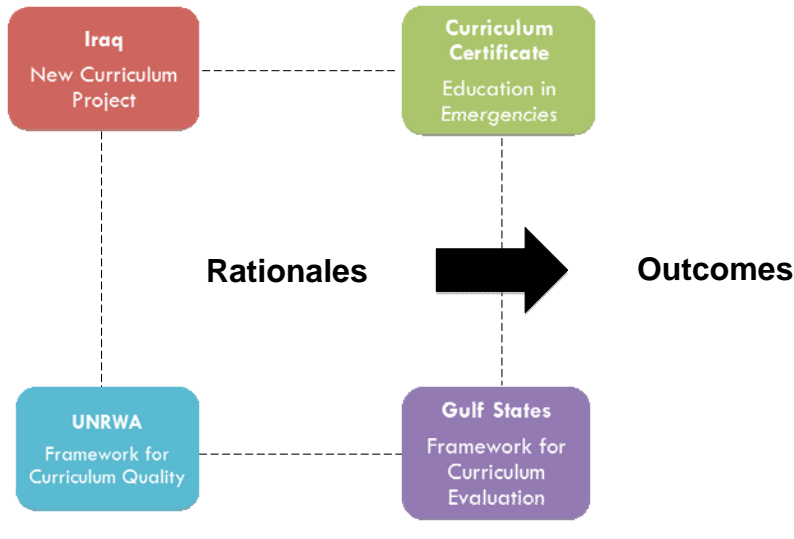 Iraq
New Curriculum
Project
Curriculum
Certificate
Education in
Emergencies
Rationales
Outcomes
UNRWA
Framework for
Curriculum Quality
Gulf States
Framework for
Curriculum
Evaluation